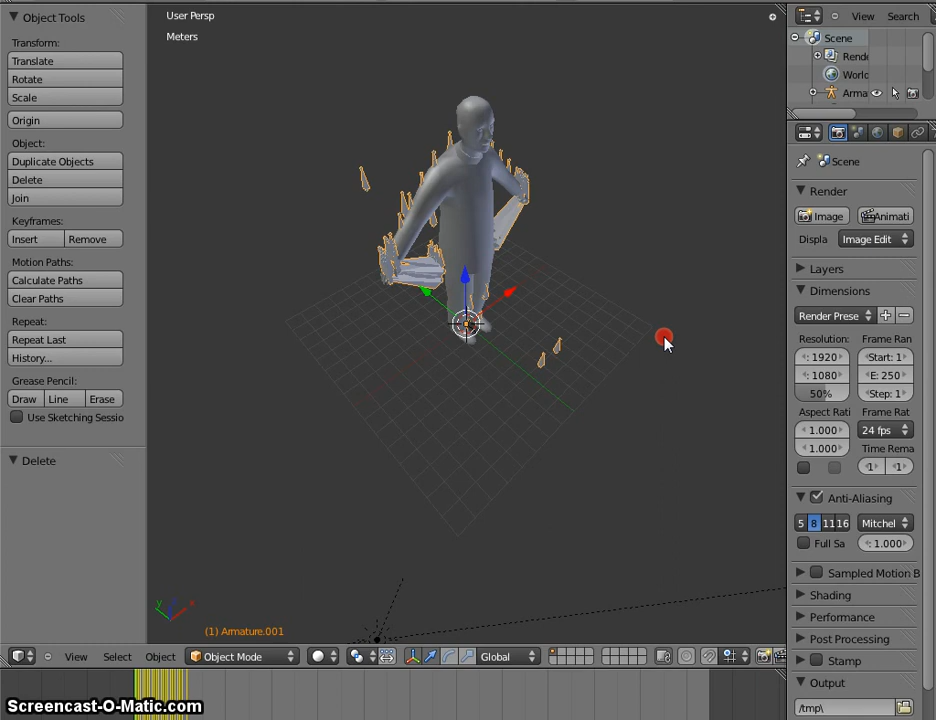 Object Tools
Transform:
Translate
Rotate
Scale
Origin
Object:
Duplicate Objects
Delete
Join
Keyframes:
Insert Remove
Motion Paths:
Calculate Paths
Clear Paths
Repeat:
Repeat Last
History...
Grease Pencil:
Draw Line Erase
Use Sketching Sessio
Delete
User Persp
Meters
y x
(1) Armature.001
View Select Object Object Mode Global
View Search
Scene
Rende
World
Arma
Scene
Render
Image Animati
Displa Image Edit
Layers
Dimensions
Render Prese
Resolution: Frame Ran
: 1920 Start: 1
: 1080 E: 250
50% Step: 1
Aspect Rati Frame Rat
1.000 24 fps
1.000 Time Rema
1 1
Anti-Aliasing
5 8 11 16 Mitchel
Full Sa : 1.000
Sampled Motion B
Shading
Performance
Post Processing
Stamp
Output
/tmp\
Screencast-O-Matic.com